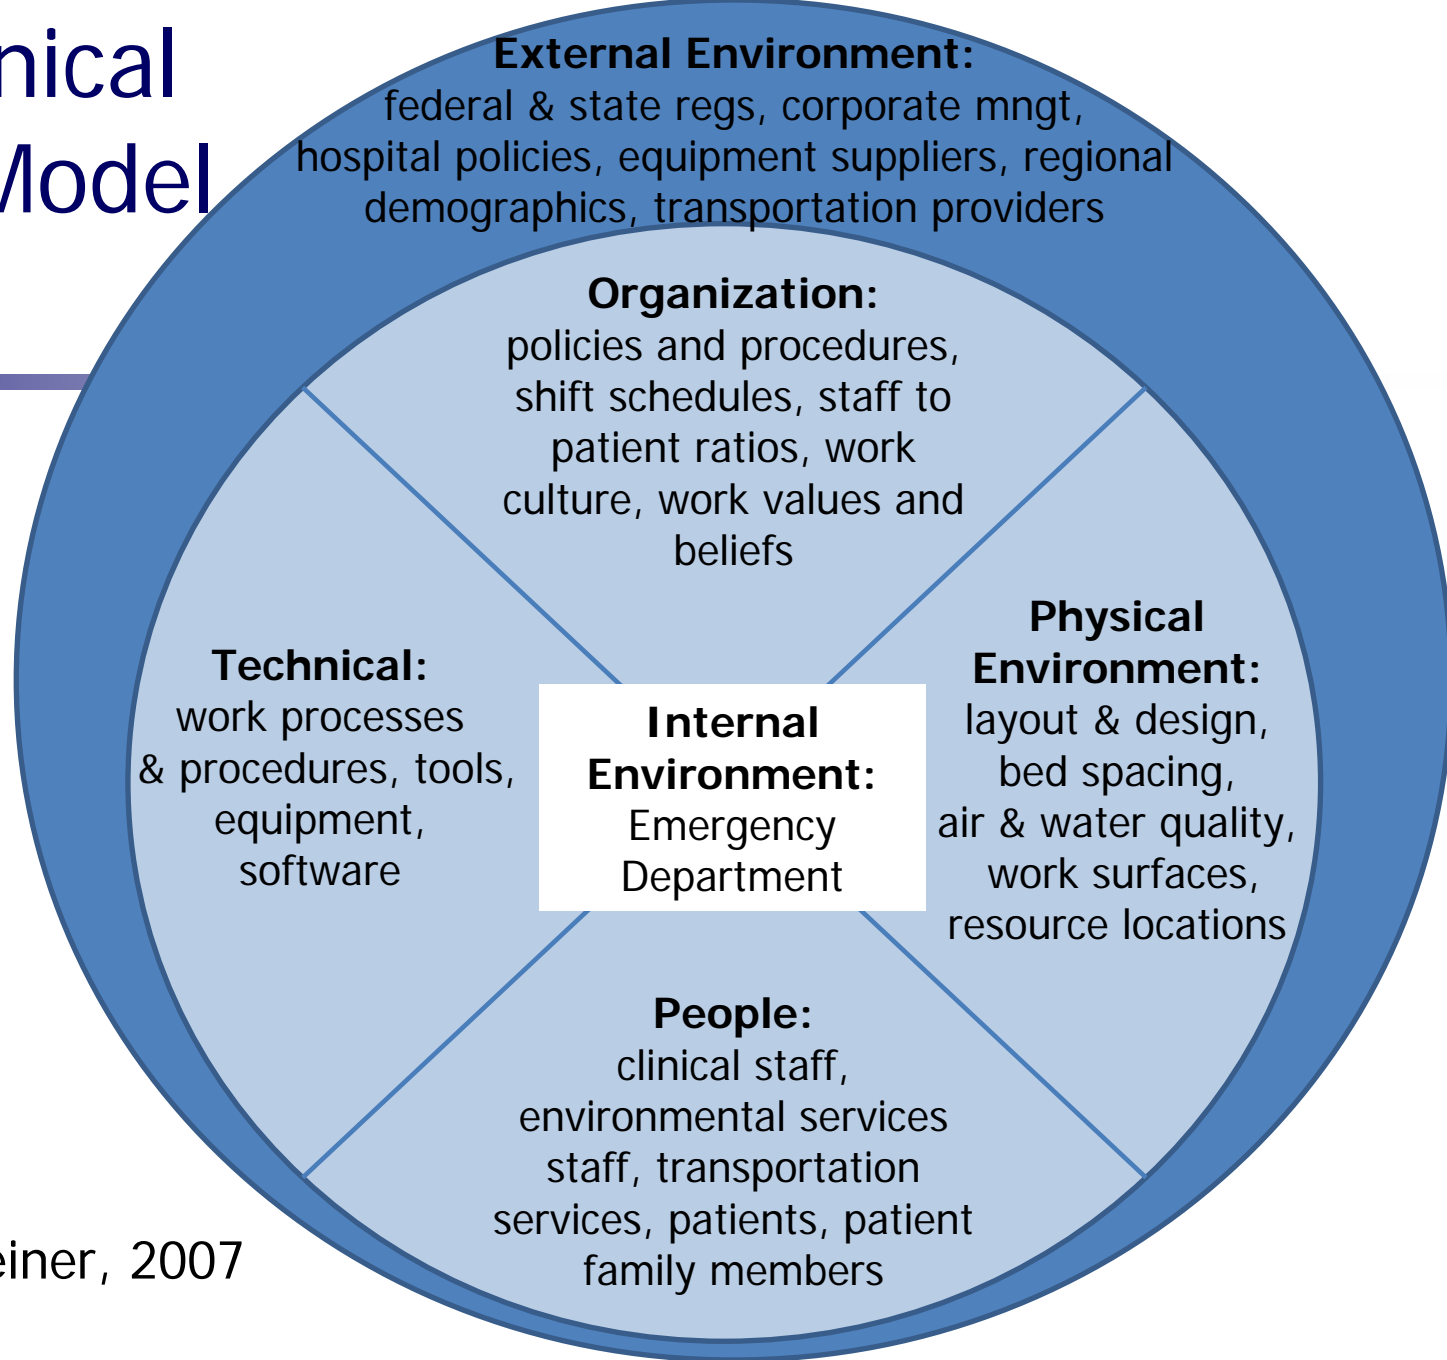 nical
Model
External Environment:
federal & state regs, corporate mngt,
hospital policies, equipment suppliers, regional
demographics, transportation providers
Organization:
policies and procedures,
shift schedules, staff to
patient ratios, work
culture, work values and
beliefs
Technical:
work processes
& procedures, tools,
equipment,
software
Internal
Environment:
Emergency
Department
Physical
Environment:
layout & design,
bed spacing,
air & water quality,
work surfaces,
resource locations
People:
clinical staff,
environmental services
staff, transportation
services, patients, patient
family members
einer, 2007